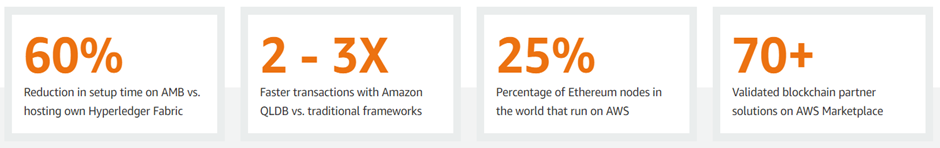 60%
Reduction in setup time on AMB vs.
hosting own Hyperledger Fabric
2 - 3X
Faster transactions with Amazon
QLDB vs. traditional frameworks
25%
Percentage of Ethereum nodes in
the world that run on AWS
70+
Validated blockchain partner
solutions on AWS Marketplace